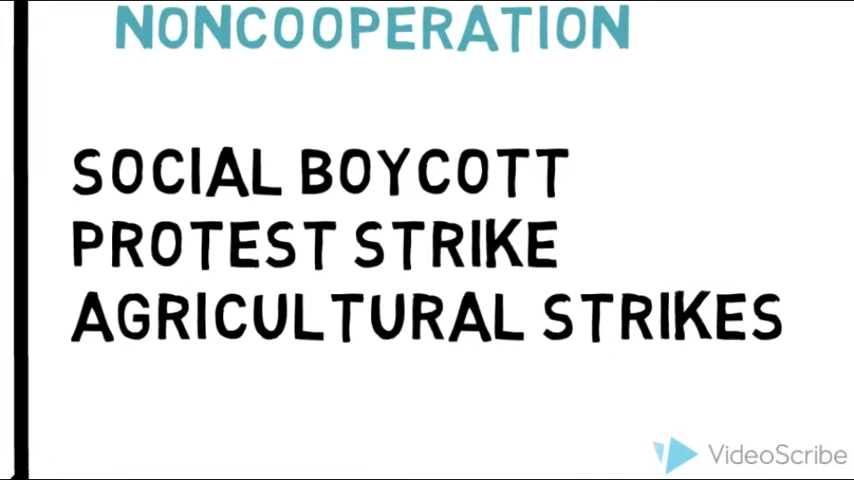 NONCOOPERATION
SOCIAL BOYCOTT
PROTEST STRIKE
AGRICULTURAL STRIKES
VideoScribe